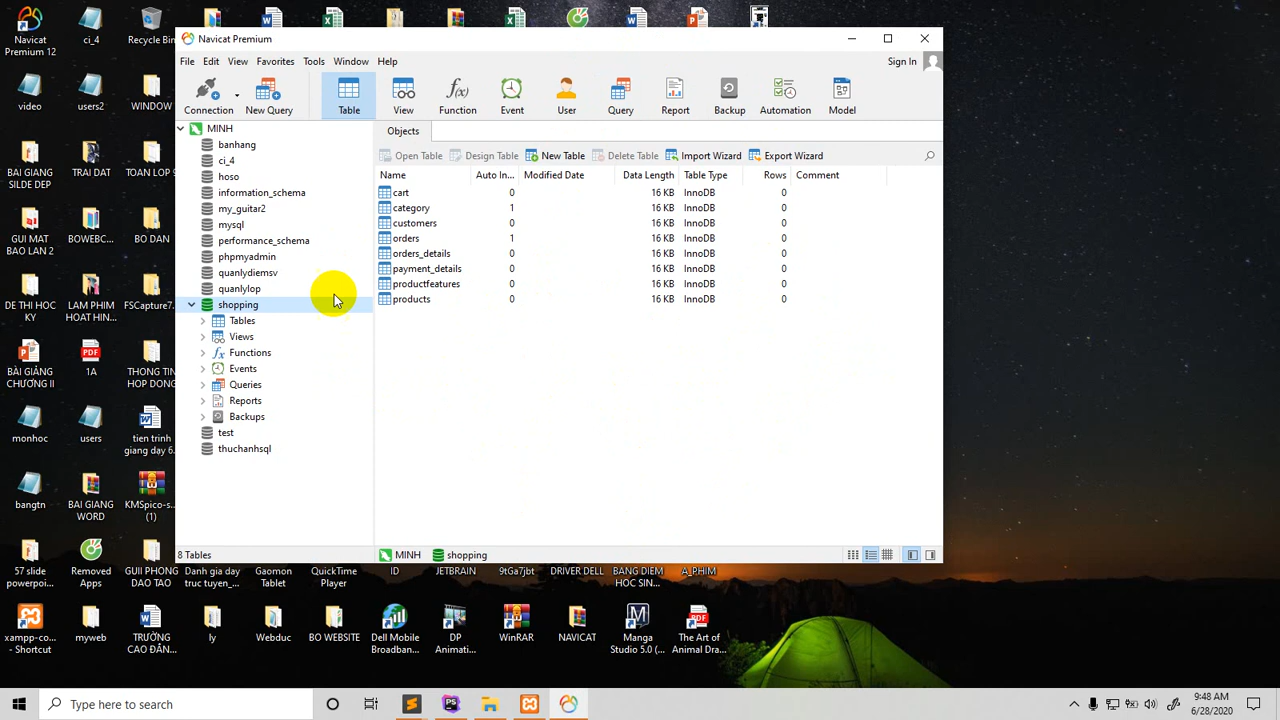 Navicat
Premium 12
ci_4
Recycle Bin
Navicat Premium
File Edit View Favorites Tools Window Help
Sign In
Connection
New Query
Table
View
Function
Event
User
Query
Report
Backup
Automation
Model
video
users2
WINDOW
BAI GIANG
SILDE DEP
TRAI DAT
TOAN LOP 9
GUI MAT
BAO LAN 2
BOWEBC...
BO DAN
DE THI HOC
KY
LAM PHIM
HOAT HIN...
FSCapture7.
BÀI GIẢNG
CHƯƠNG II
1A
THONG TIN
HOP DONG
monhoc
users
tien trinh
giang day 6.
bangtn
BAI GIANG
WORD
KMSpico-s
(1)
MINH
banhang
ci_4
hoso
information_schema
my_guitar2
mysql
performance_schema
phpmyadmin
quanlydiemsv
quanlylop
shopping
Tables
Views
Functions
Events
Queries
Reports
Backups
test
thuchanhsql
8 Tables
Objects
Open Table Design Table New Table Delete Table Import Wizard Export Wizard
Name Auto In... Modified Date Data Length Table Type Rows Comment
cart 0 16 KB InnoDB 0
category 1 16 KB InnoDB 0
customers 0 16 KB InnoDB 0
orders 1 16 KB InnoDB 0
orders_details 0 16 KB InnoDB 0
payment_details 0 16 KB InnoDB 0
productfeatures 0 16 KB InnoDB 0
products 0 16 KB InnoDB 0
MINH shopping
57 slide
powerpoi...
Removed
Apps
GUII PHONG
DAO TAO
Danh gia day
truc tuyen_...
Gaomon
Tablet
QuickTime
Player
ID
JETBRAIN
9tGa7jbt
DRIVER DELL
BANG DIEM
HOC SIN...
A_PHIM
xampp-co...
- Shortcut
myweb
TRƯỜNG
CAO ĐẲN...
ly
Webduc
BO WEBSITE
Dell Mobile
Broadban...
DP
Animati...
WinRAR
NAVICAT
Manga
Studio 5.0 (...
The Art of
Animal Dra...
Type here to search
9:48 AM
6/28/2020